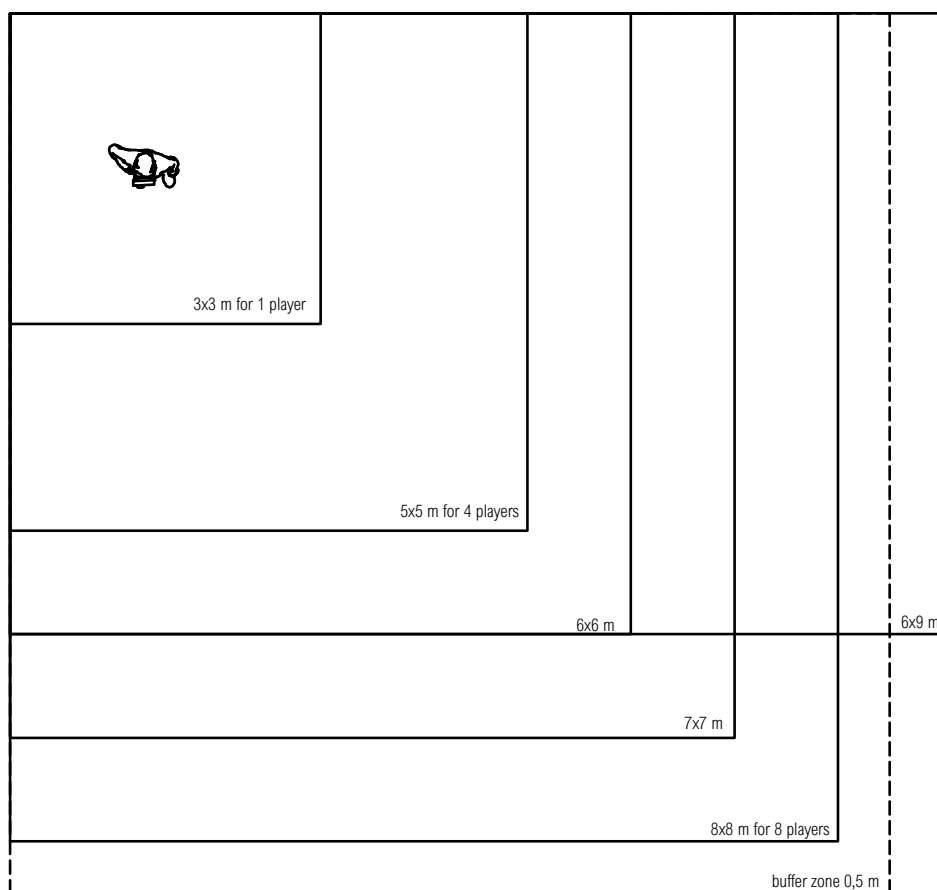 3x3 m for 1 player
5x5 m for 4 players
6x6 m
6x9 m
7x7 m
8x8 m for 8 players
buffer zone 0,5 m